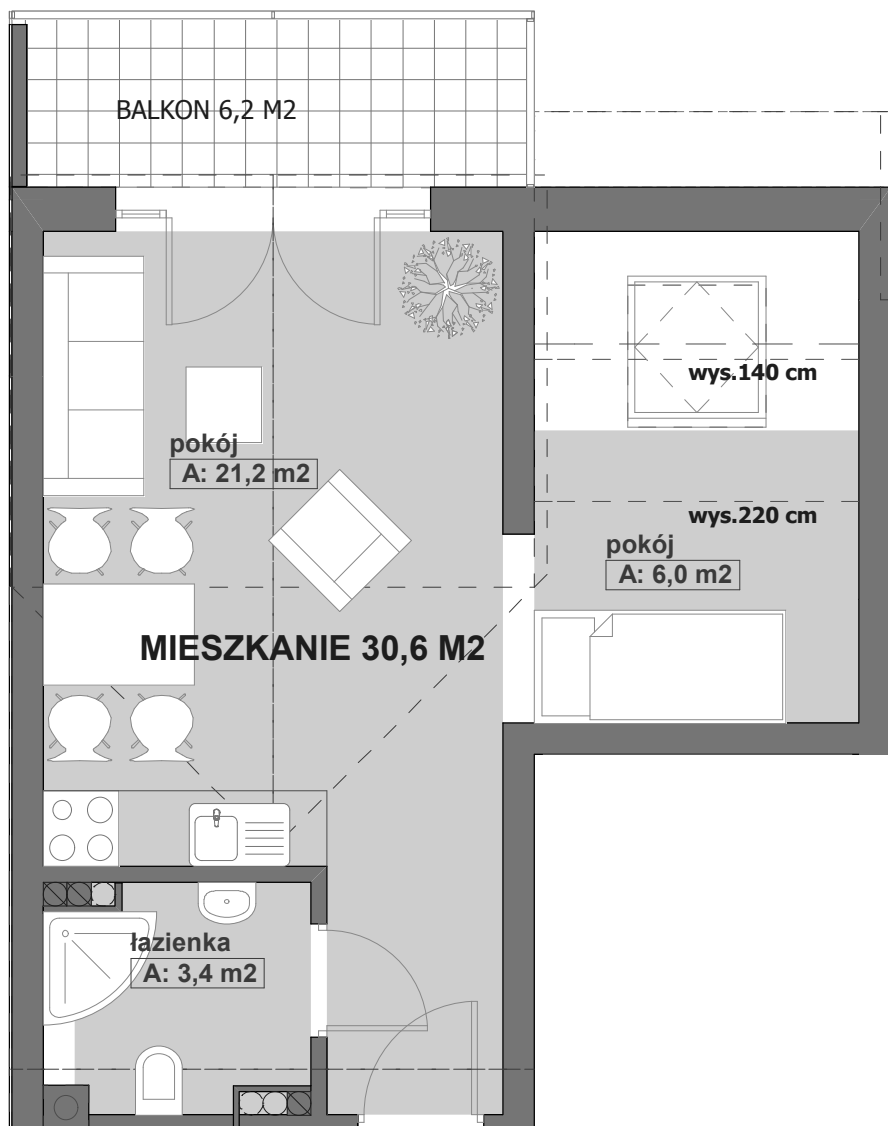 BALKON 6,2 M2
wys.140 cm
pokój
A: 21,2 m2
wys.220 cm
pokój
A: 6,0 m2
MIESZKANIE 30,6 M2
łazienka
A: 3,4 m2